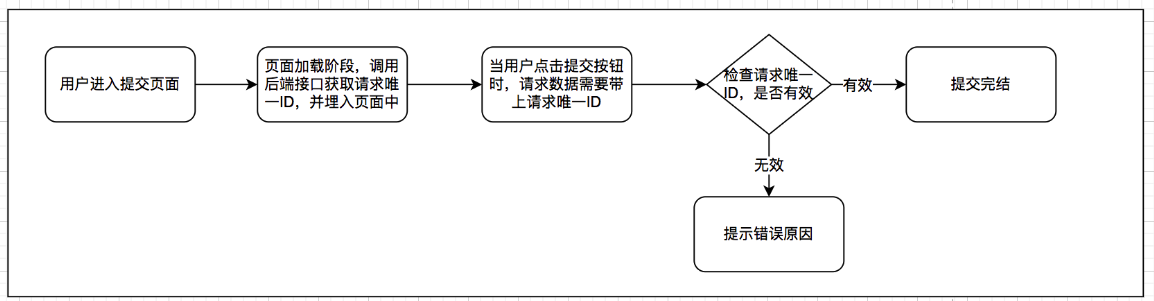 用户进入提交页面
页面加载阶段，调用
后端接口获取请求唯
一ID，并埋入页面中
当用户点击提交按钮
时，请求数据需要带
上请求唯一ID
检查请求唯一
ID，是否有效
有效
提交完结
无效
提示错误原因